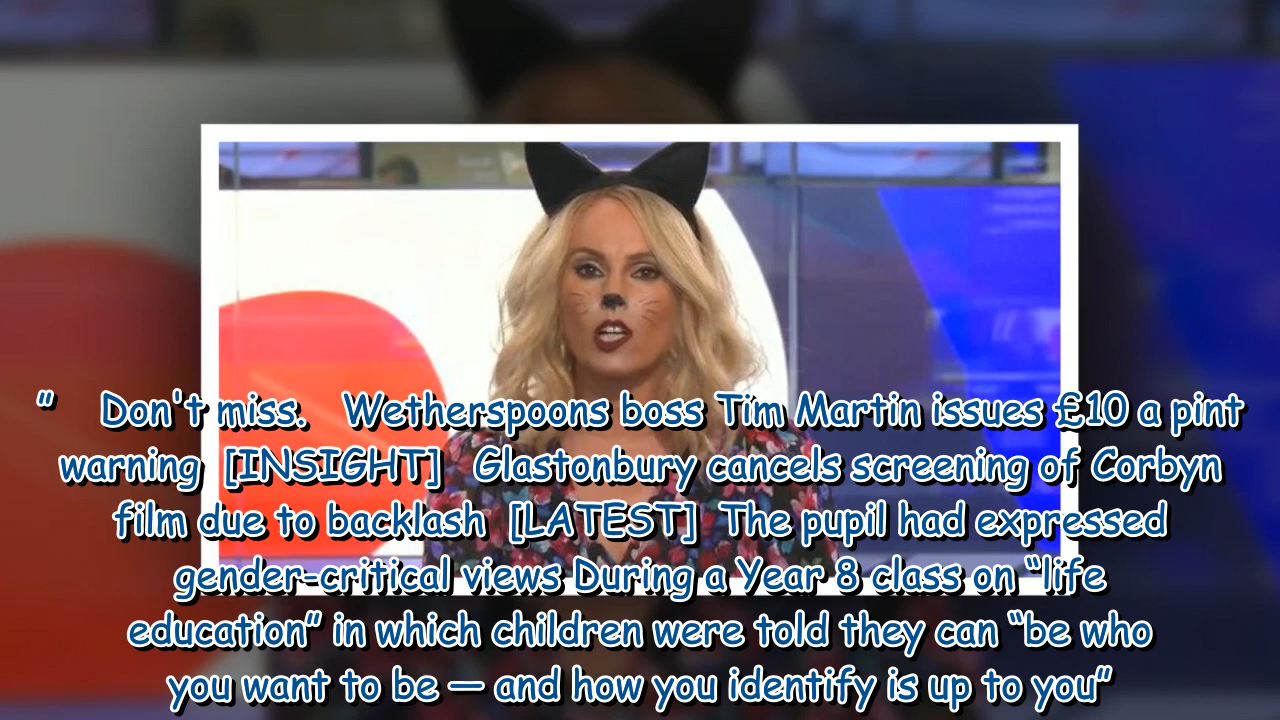 ” Don't miss. Wetherspoons boss Tim Martin issues £10 a pint
warning [INSIGHT] Glastonbury cancels screening of Corbyn
film due to backlash [LATEST] The pupil had expressed
gender-critical views During a Year 8 class on “life
education” in which children were told they can “be who
you want to be — and how you identify is up to you”